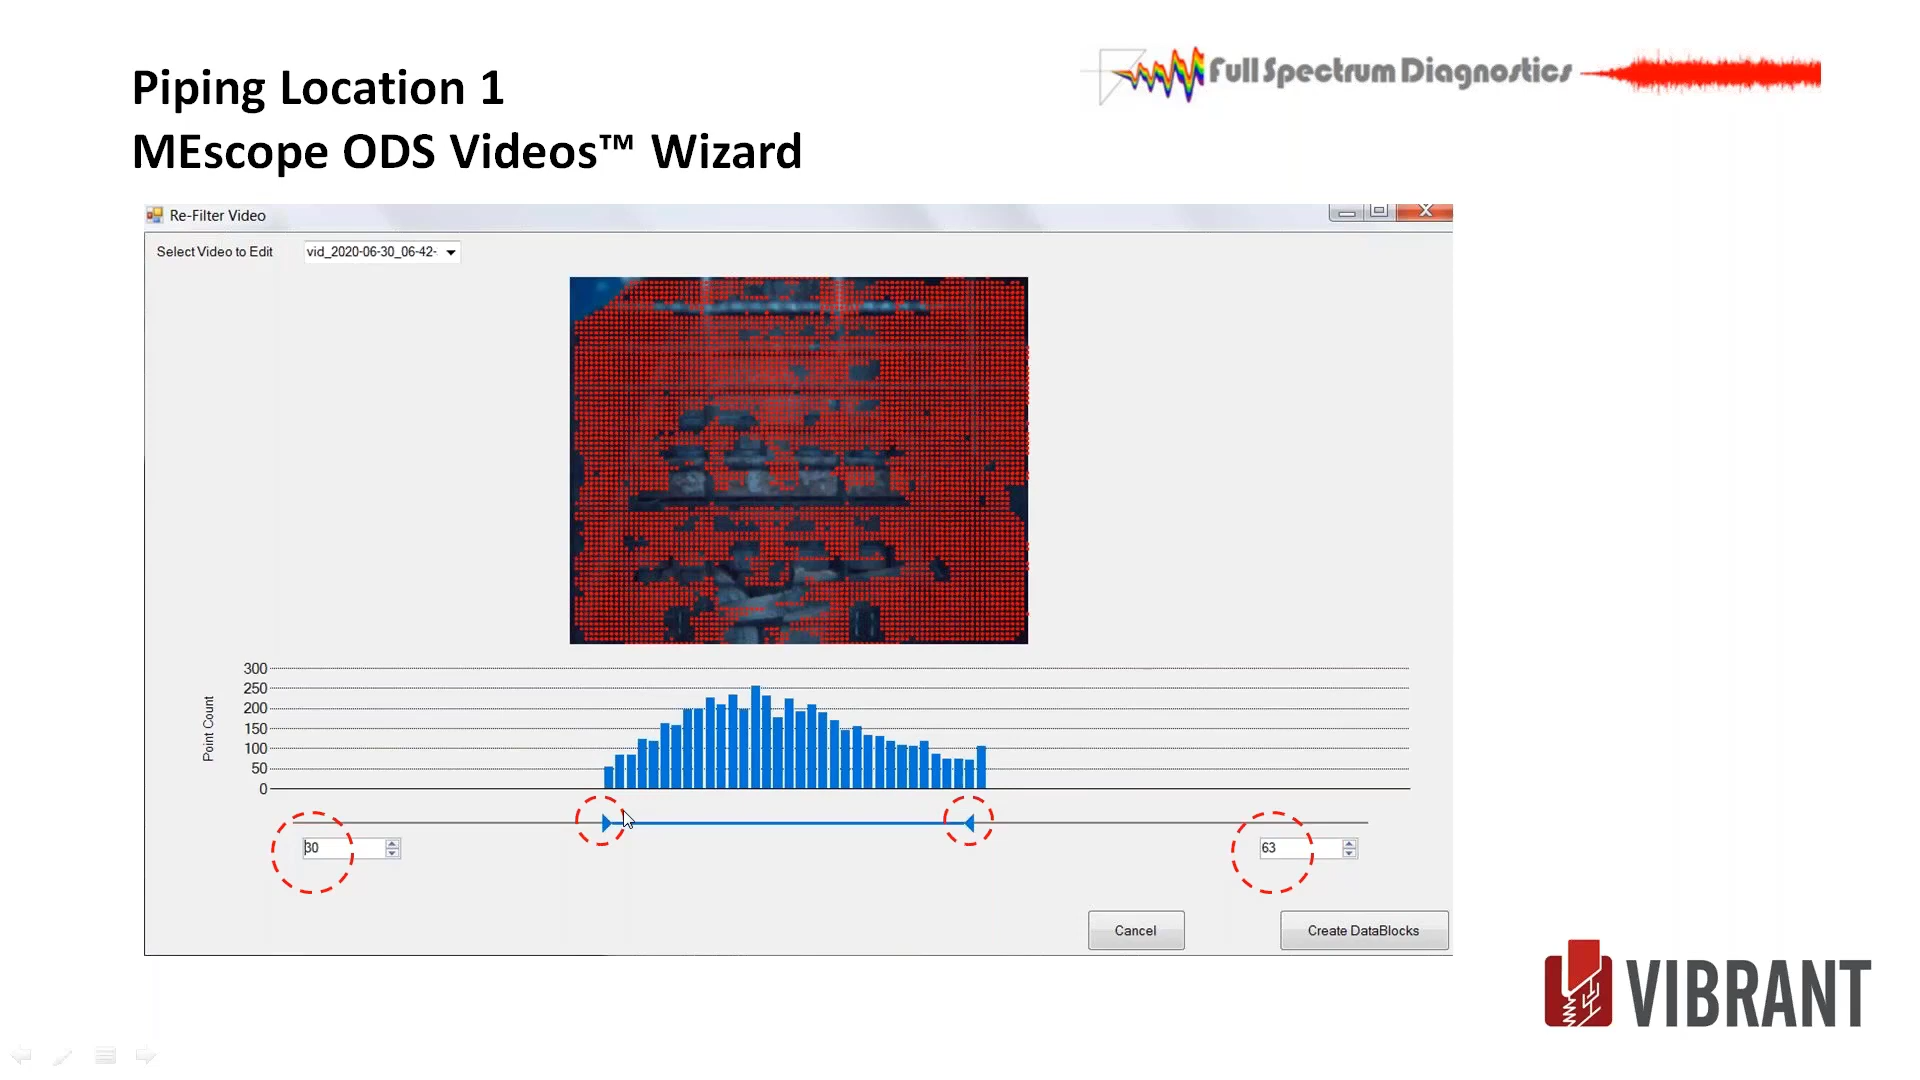 Piping Location 1
MEscope ODS Videos™ Wizard
Full Spectrum Diagnostics
Re-Filter Video
Select Video to Edit
vid_2020-06-30_06-42-
300
250
200
150
100
50
0
Point Count
30
63
Cancel
Create DataBlocks
VIBRANT